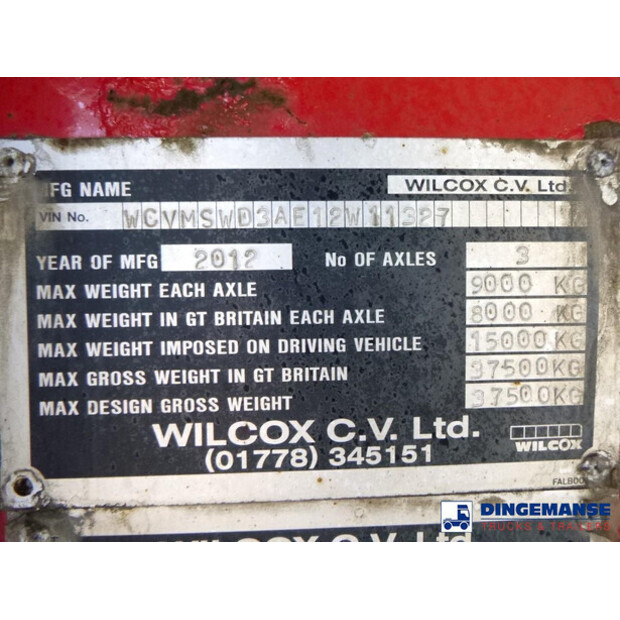 MFG NAME WILCOX C.V. Ltd.
VIN No. WCVMSWD3AE12W11327
YEAR OF MFG 2012 No OF AXLES 3
MAX WEIGHT EACH AXLE 9000 KG
MAX WEIGHT IN GT BRITAIN EACH AXLE 8000 KG
MAX WEIGHT IMPOSED ON DRIVING VEHICLE 15000 KG
MAX GROSS WEIGHT IN GT BRITAIN 37500KG
MAX DESIGN GROSS WEIGHT 37500KG
WILCOX C.V. Ltd.
WILCOX
(01778) 345151
FALB00
DINGEMANSE
TRUCKS & TRAILERS
WILCOX C.V. Ltd